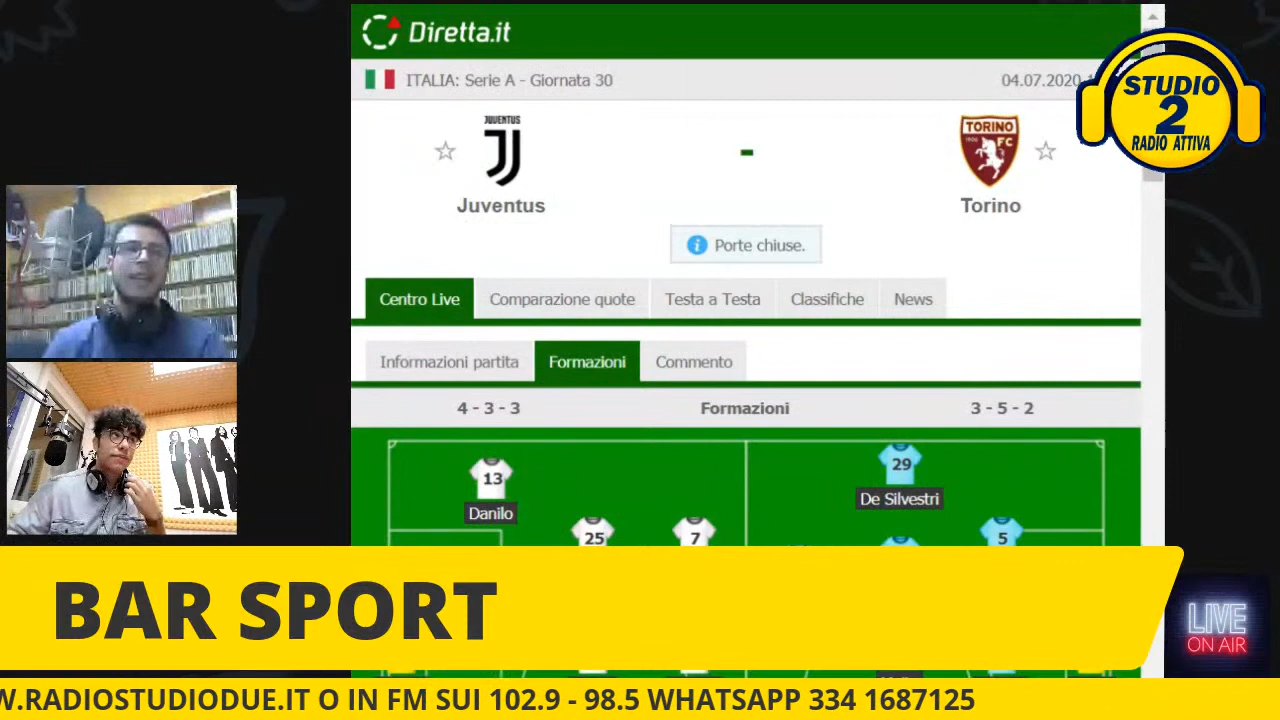 Diretta.it
ITALIA: Serie A - Giornata 30
04.07.2020
STUDIO
2
RADIO ATTIVA
JUVENTUS
TORINO
FC
-
Juventus
Torino
Porte chiuse.
Centro Live
Comparazione quote
Testa a Testa
Classifiche
News
Informazioni partita
Formazioni
Commento
4 - 3 - 3
Formazioni
3 - 5 - 2
13
Danilo
29
De Silvestri
25
7
5
BAR SPORT
LIVE
ON AIR
W.RADIOSTUDIODUE.IT O IN FM SUI 102.9 - 98.5 WHATSAPP 334 1687125